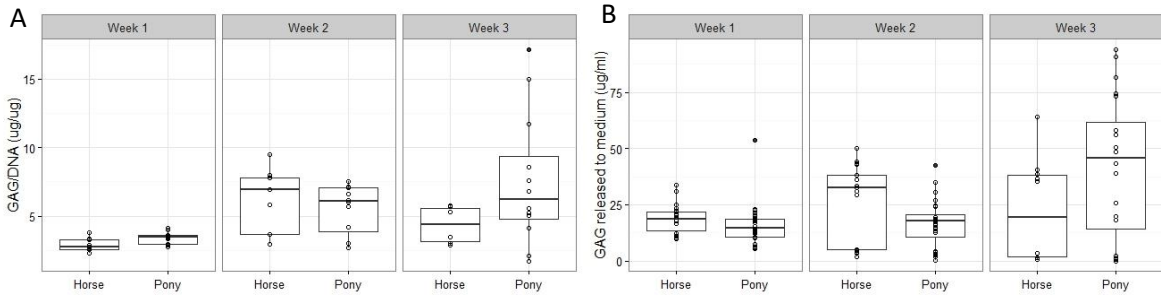 A
Week 1
Week 2
Week 3
GAG/DNA (ug/ug)
15
10
5
Horse Pony
Horse Pony
Horse Pony
B
Week 1
Week 2
Week 3
GAG released to medium (ug/ml)
75
50
25
0
Horse Pony
Horse Pony
Horse Pony